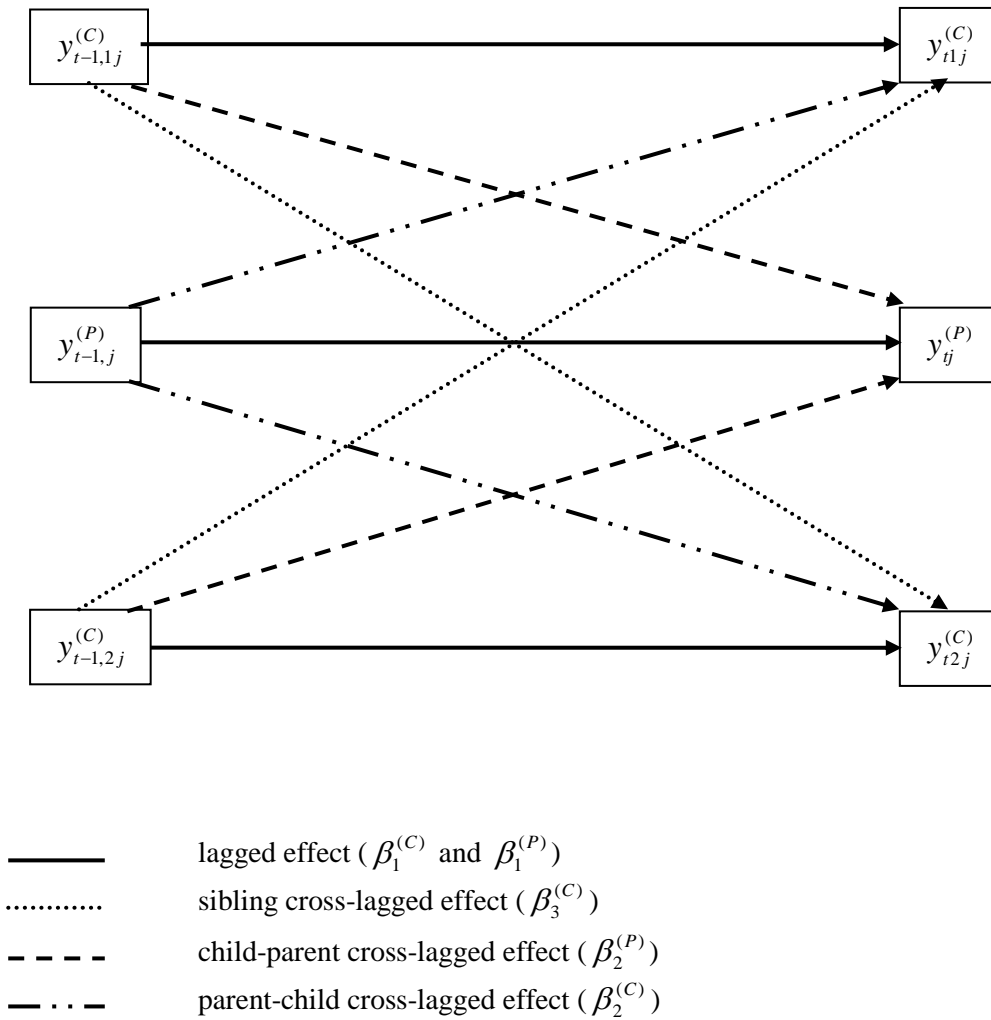 y_{t-1,1j}^{(C)} y_{t1j}^{(C)}
y_{t-1,j}^{(P)} y_{tj}^{(P)}
y_{t-1,2j}^{(C)} y_{t2j}^{(C)}
lagged effect ( β_1^{(C)} and β_1^{(P)})
sibling cross-lagged effect ( β_3^{(C)})
child-parent cross-lagged effect ( β_2^{(P)})
parent-child cross-lagged effect ( β_2^{(C)})